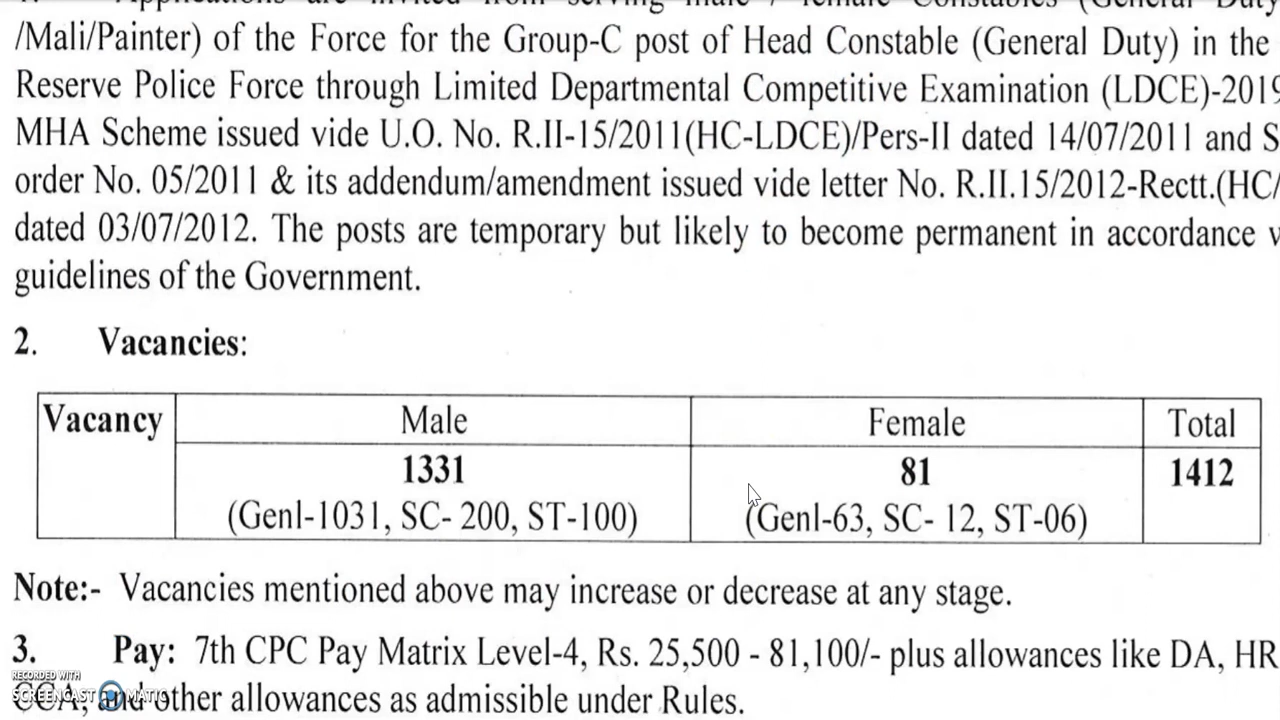 /Mali/Painter) of the Force for the Group-C post of Head Constable (General Duty) in the
Reserve Police Force through Limited Departmental Competitive Examination (LDCE)-2019
MHA Scheme issued vide U.O. No. R.II-15/2011(HC-LDCE)/Pers-II dated 14/07/2011 and S
order No. 05/2011 & its addendum/amendment issued vide letter No. R.II.15/2012-Rectt.(HC/
dated 03/07/2012. The posts are temporary but likely to become permanent in accordance
guidelines of the Government.
2. Vacancies:
Vacancy Male Female Total
1331 81 1412
(Genl-1031, SC- 200, ST-100) (Genl-63, SC- 12, ST-06)
Note:- Vacancies mentioned above may increase or decrease at any stage.
3. Pay: 7th CPC Pay Matrix Level-4, Rs. 25,500 - 81,100/- plus allowances like DA, HR
CCA, and other allowances as admissible under Rules.
RECORDED WITH
SCREENCAST MATIC